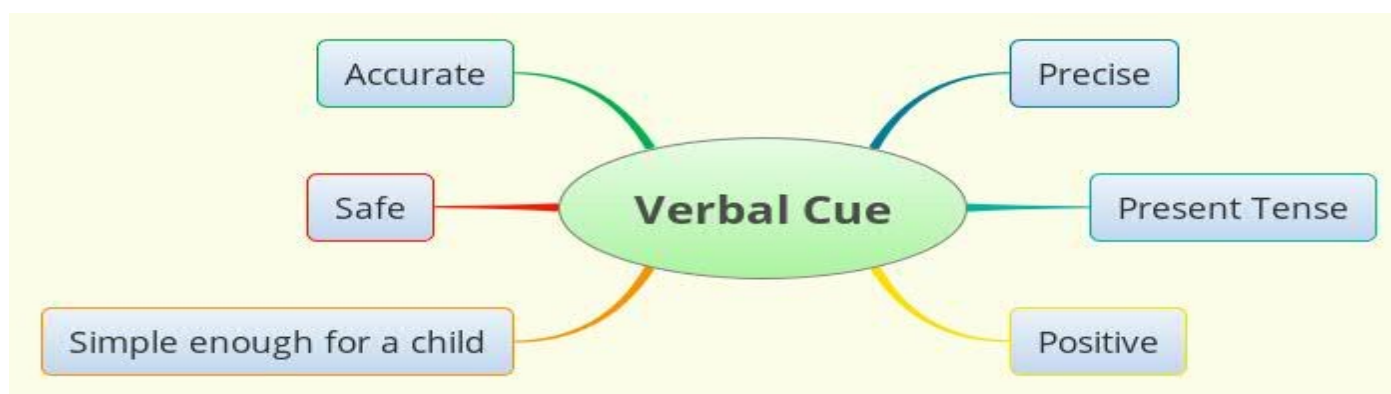 Accurate
Precise
Safe
Verbal Cue
Present Tense
Simple enough for a child
Positive